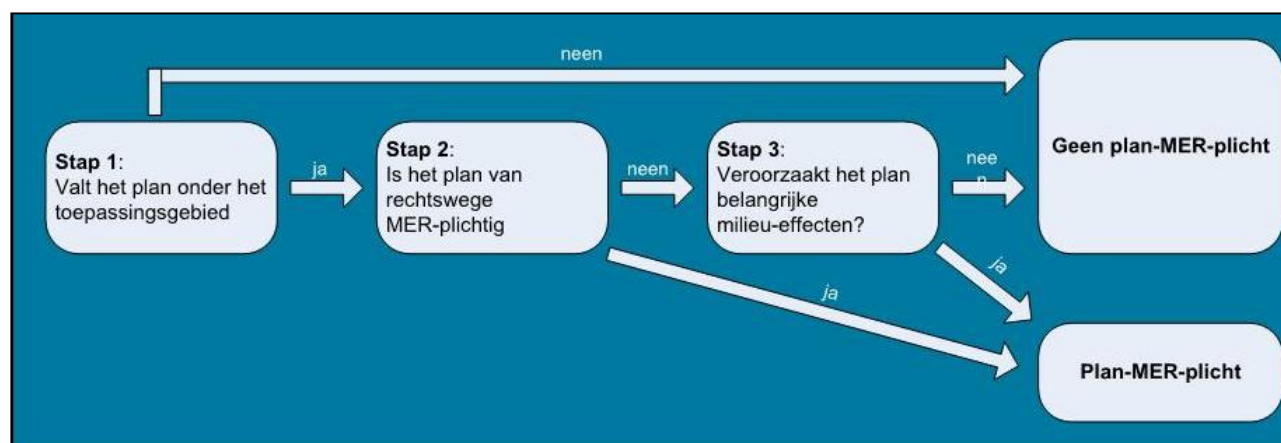 neen
Stap 1:
Valt het plan onder het
toepassingsgebied
ja
Stap 2:
Is het plan van
rechtswege
MER-plichtig
neen
Stap 3:
Veroorzaakt het plan
belangrijke
milieu-effecten?
nee
n
Geen plan-MER-plicht
ja
ja
Plan-MER-plicht